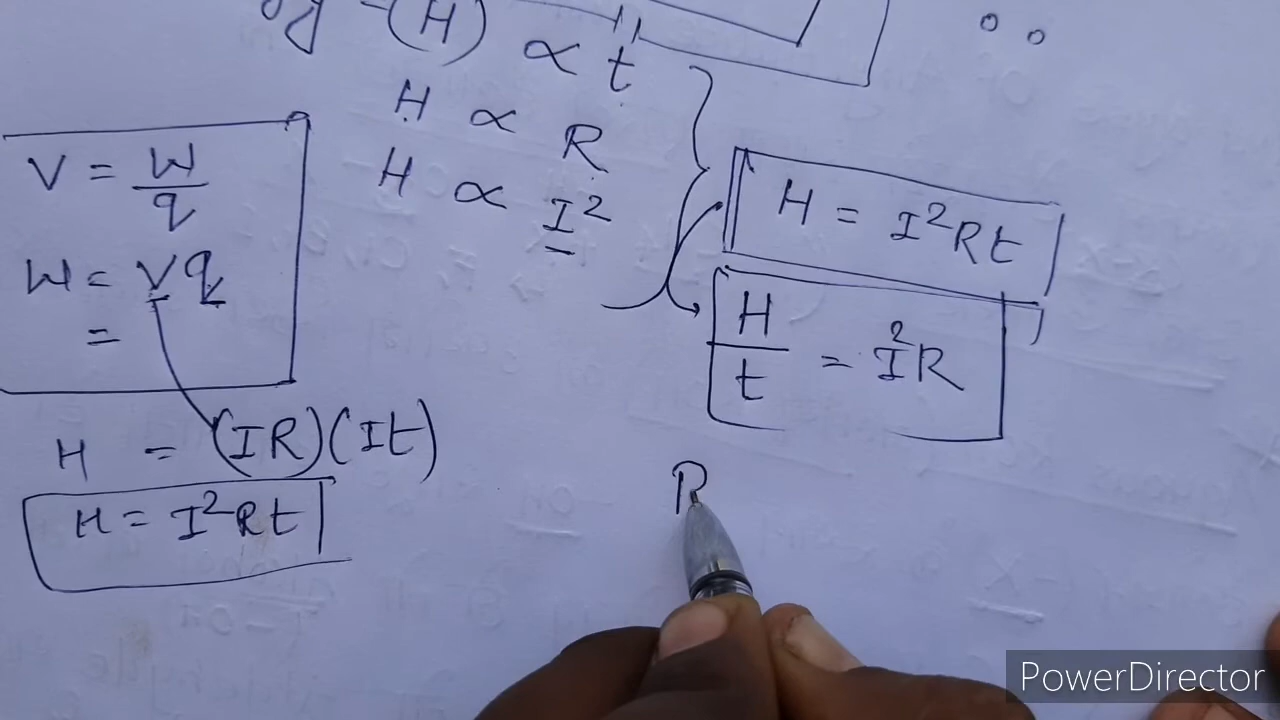 (H) ∝ t
H ∝ R
H ∝ I²
V = W/q
W = Vq
=
H = (IR)(It)
H = I²Rt
H = I²Rt
H/t = I²R
P
PowerDirector